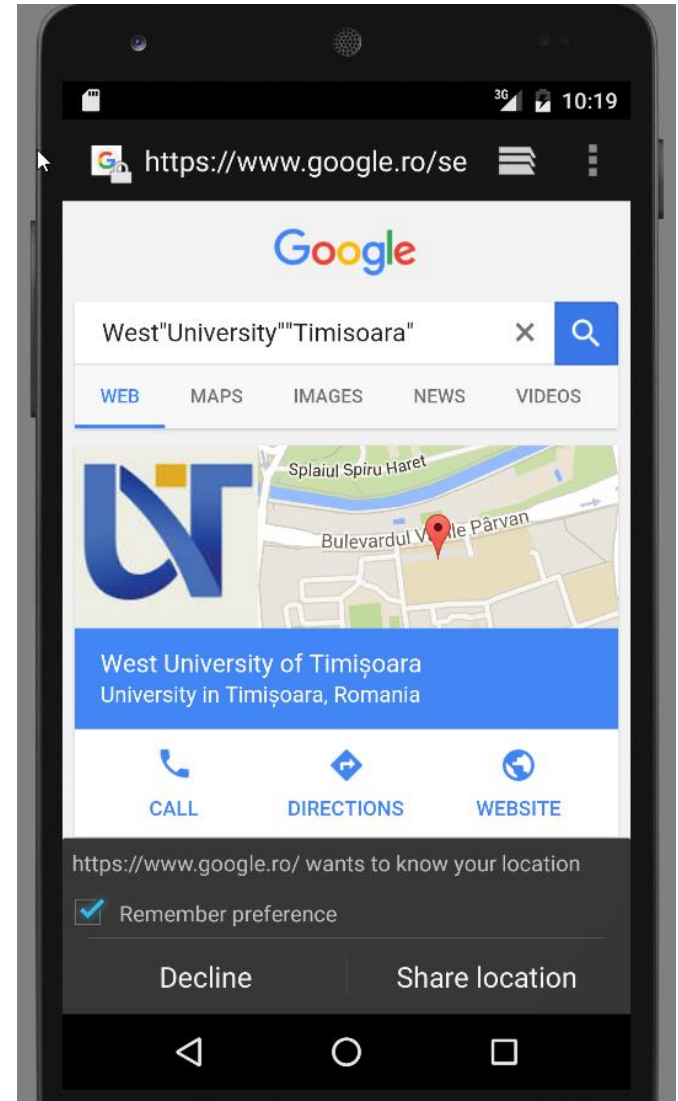 3G 10:19
https://www.google.ro/se
Google
West"University""Timisoara"
WEB MAPS IMAGES NEWS VIDEOS
Splaiul Spiru Haret
Bulevardul Vasile Pârvan
West University of Timișoara
University in Timișoara, Romania
CALL DIRECTIONS WEBSITE
https://www.google.ro/ wants to know your location
Remember preference
Decline Share location